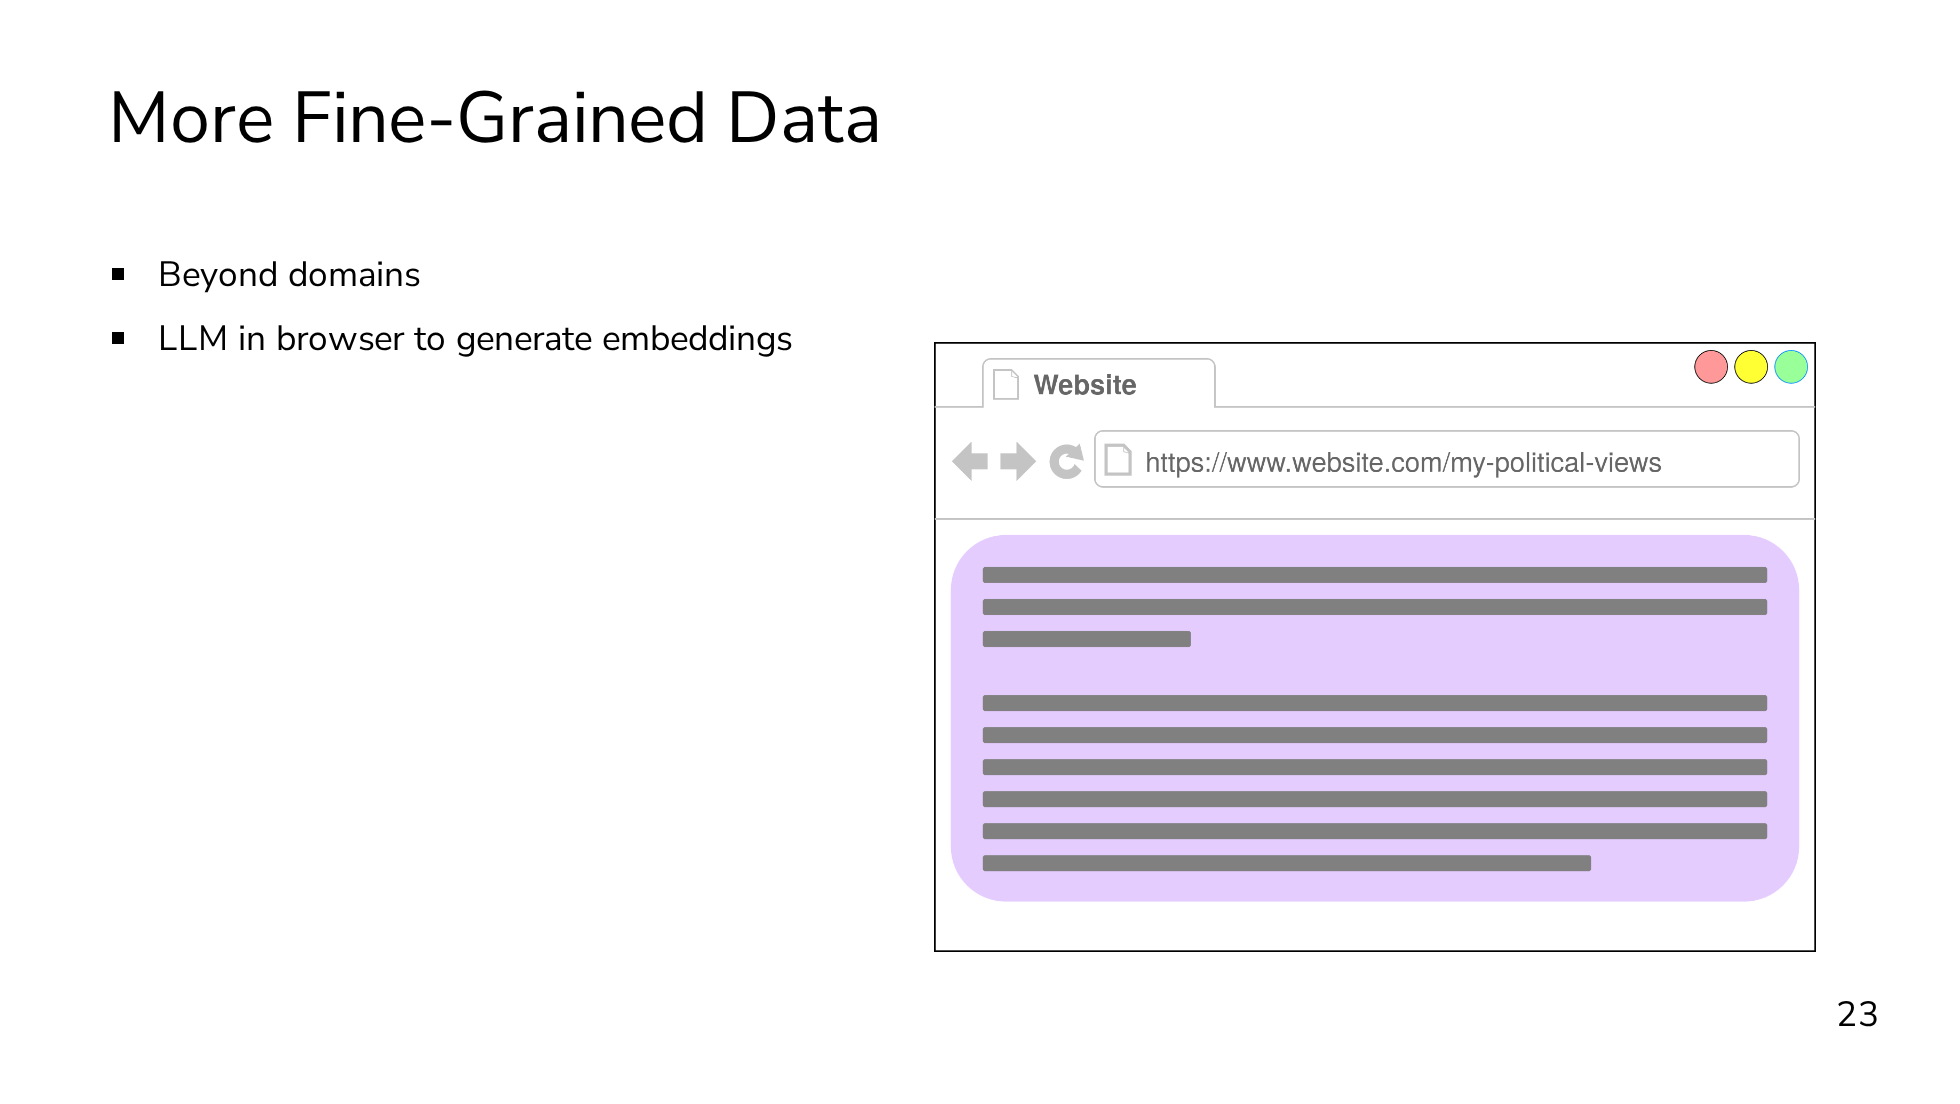 More Fine-Grained Data
▪ Beyond domains
▪ LLM in browser to generate embeddings
Website
https://www.website.com/my-political-views
23